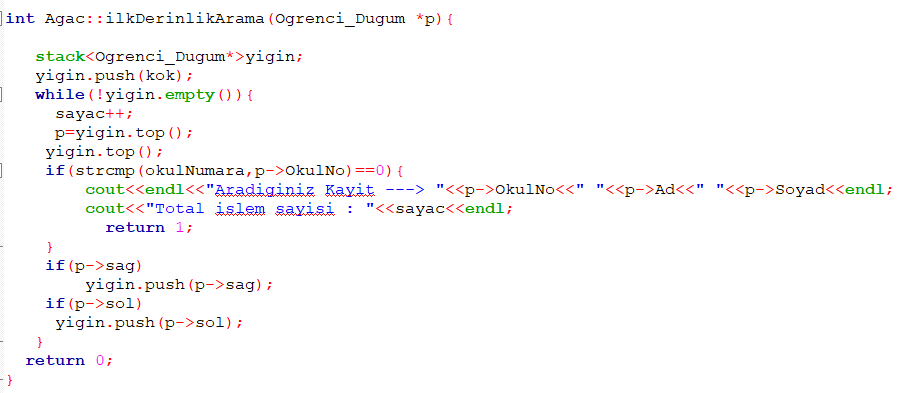 int Agac::ilkDerinlikArama(Ogrenci_Dugum *p){
stack<Ogrenci_Dugum*>yigin;
yigin.push(kok);
while(!yigin.empty()){
sayac++;
p=yigin.top();
yigin.top();
if(strcmp(okulNumara,p->OkulNo)==0){
cout<<endl<<"Aradiginiz Kayit ---> "<<p->OkulNo<<" "<<p->Ad<<" "<<p->Soyad<<endl;
cout<<"Total islem sayisi : "<<sayac<<endl;
return 1;
}
if(p->sag)
yigin.push(p->sag);
if(p->sol)
yigin.push(p->sol);
}
return 0;
}